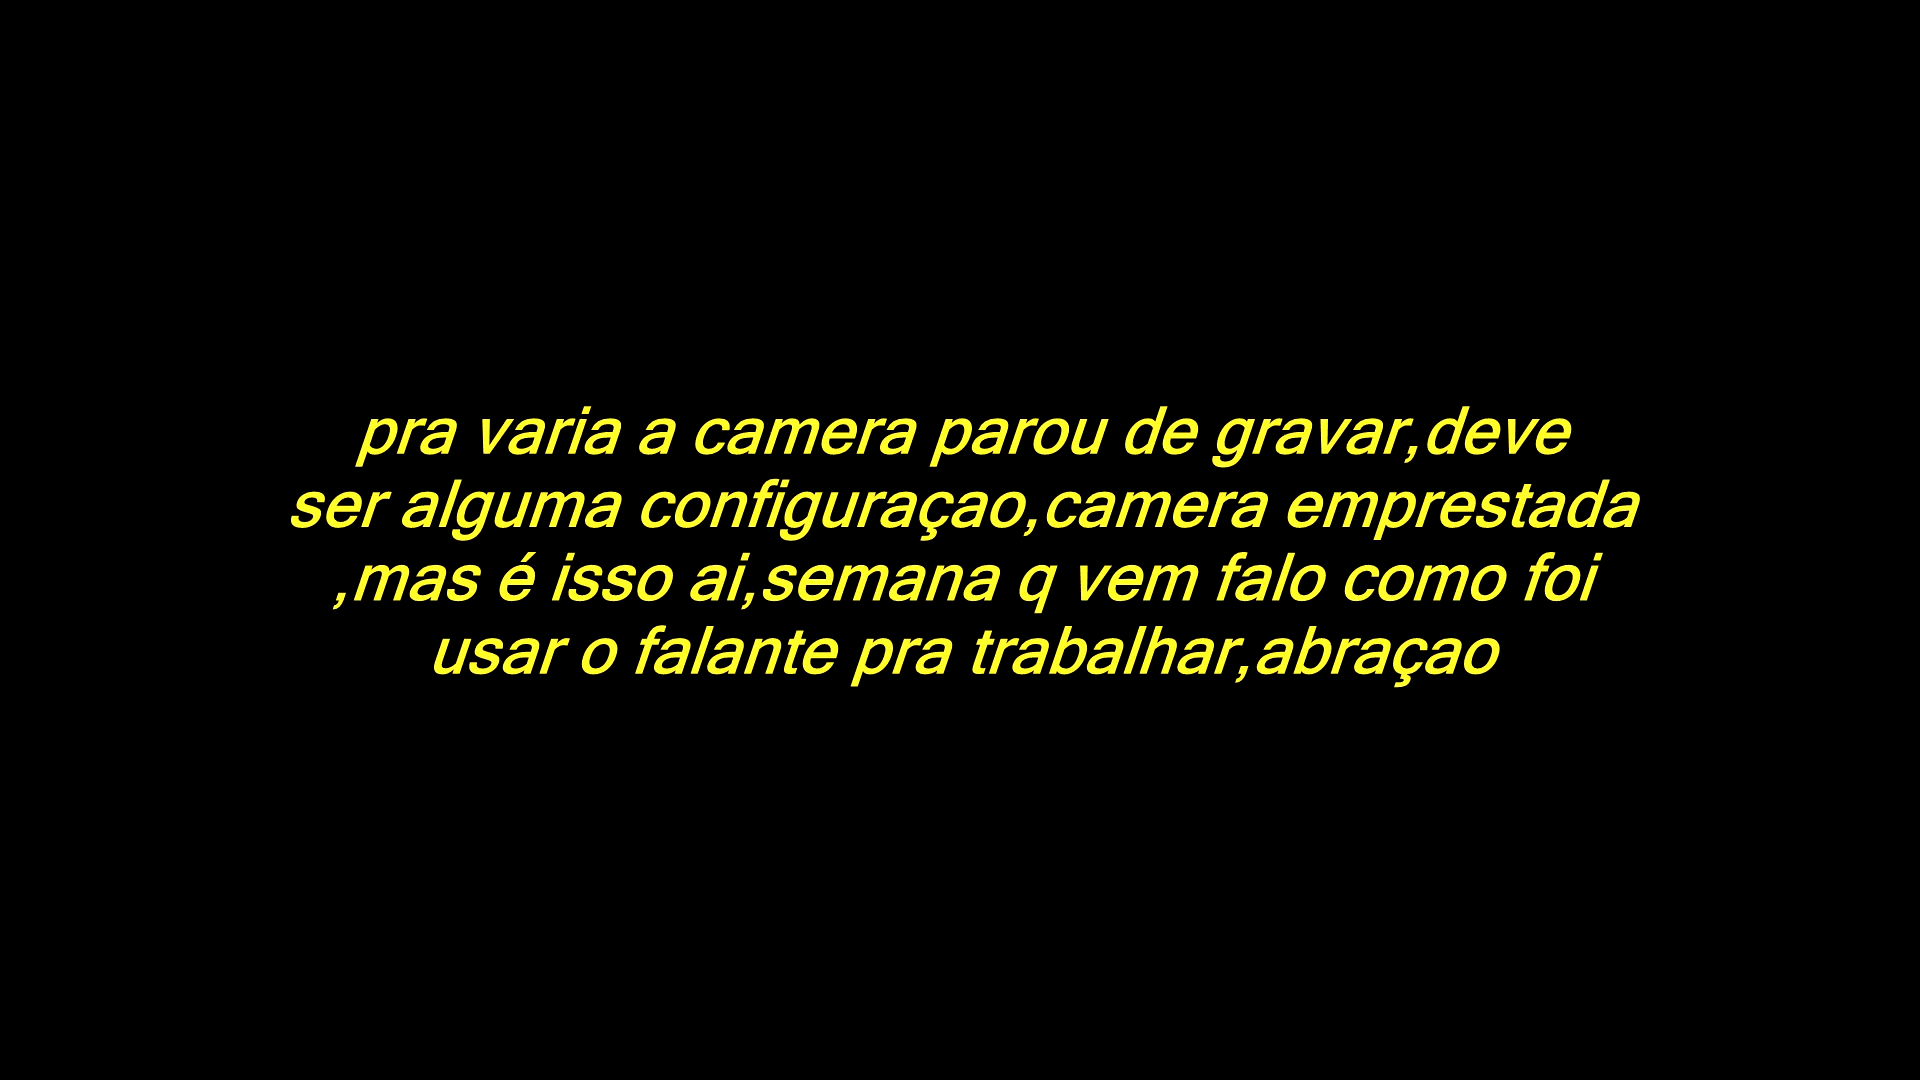 pra varia a camera parou de gravar,deve
ser alguma configuraçao,camera emprestada
,mas é isso ai,semana q vem falo como foi
usar o falante pra trabalhar,abraçao